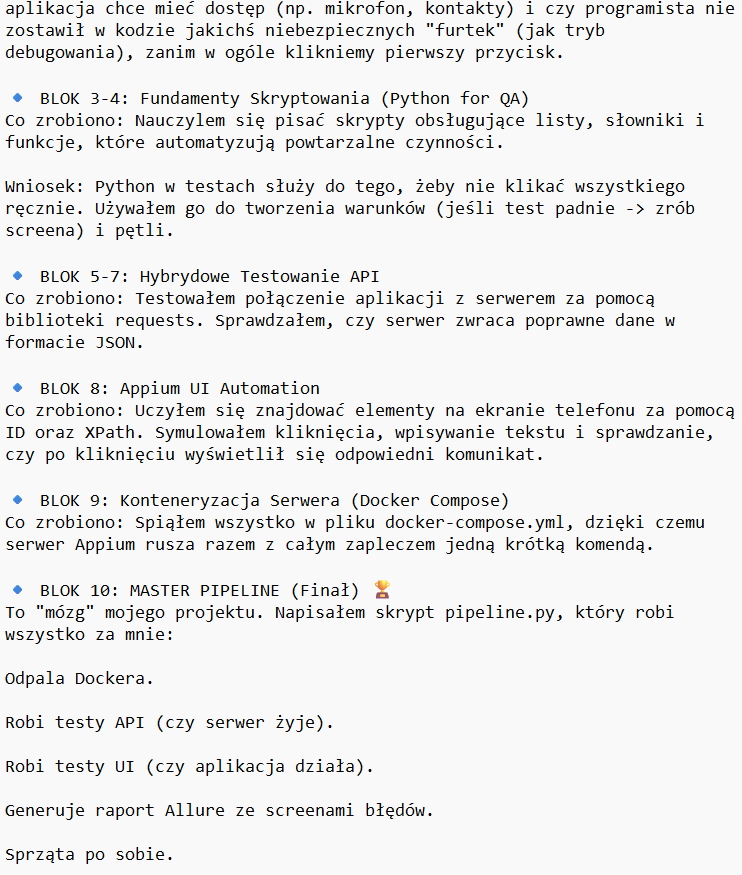 aplikacja chce mieć dostęp (np. mikrofon, kontakty) i czy programista nie
zostawił w kodzie jakichś niebezpiecznych "furtek" (jak tryb
debugowania), zanim w ogóle klikniemy pierwszy przycisk.
🔹 BLOK 3-4: Fundamenty Skryptowania (Python for QA)
Co zrobiono: Nauczylem się pisać skrypty obsługujące listy, słowniki i
funkcje, które automatyzują powtarzalne czynności.
Wniosek: Python w testach służy do tego, żeby nie klikać wszystkiego
ręcznie. Używałem go do tworzenia warunków (jeśli test padnie -> zrób
screena) i pętli.
🔹 BLOK 5-7: Hybrydowe Testowanie API
Co zrobiono: Testowałem połączenie aplikacji z serwerem za pomocą
biblioteki requests. Sprawdzałem, czy serwer zwraca poprawne dane w
formacie JSON.
🔹 BLOK 8: Appium UI Automation
Co zrobiono: Uczyłem się znajdować elementy na ekranie telefonu za pomocą
ID oraz XPath. Symulowałem kliknięcia, wpisywanie tekstu i sprawdzanie,
czy po kliknięciu wyświetlił się odpowiedni komunikat.
🔹 BLOK 9: Konteneryzacja Serwera (Docker Compose)
Co zrobiono: Spiąłem wszystko w pliku docker-compose.yml, dzięki czemu
serwer Appium rusza razem z całym zapleczem jedną krótką komendą.
🔹 BLOK 10: MASTER PIPELINE (Finał) 🏆
To "mózg" mojego projektu. Napisałem skrypt pipeline.py, który robi
wszystko za mnie:
Odpala Dockera.
Robi testy API (czy serwer żyje).
Robi testy UI (czy aplikacja działa).
Generuje raport Allure ze screenami błędów.
Sprząta po sobie.